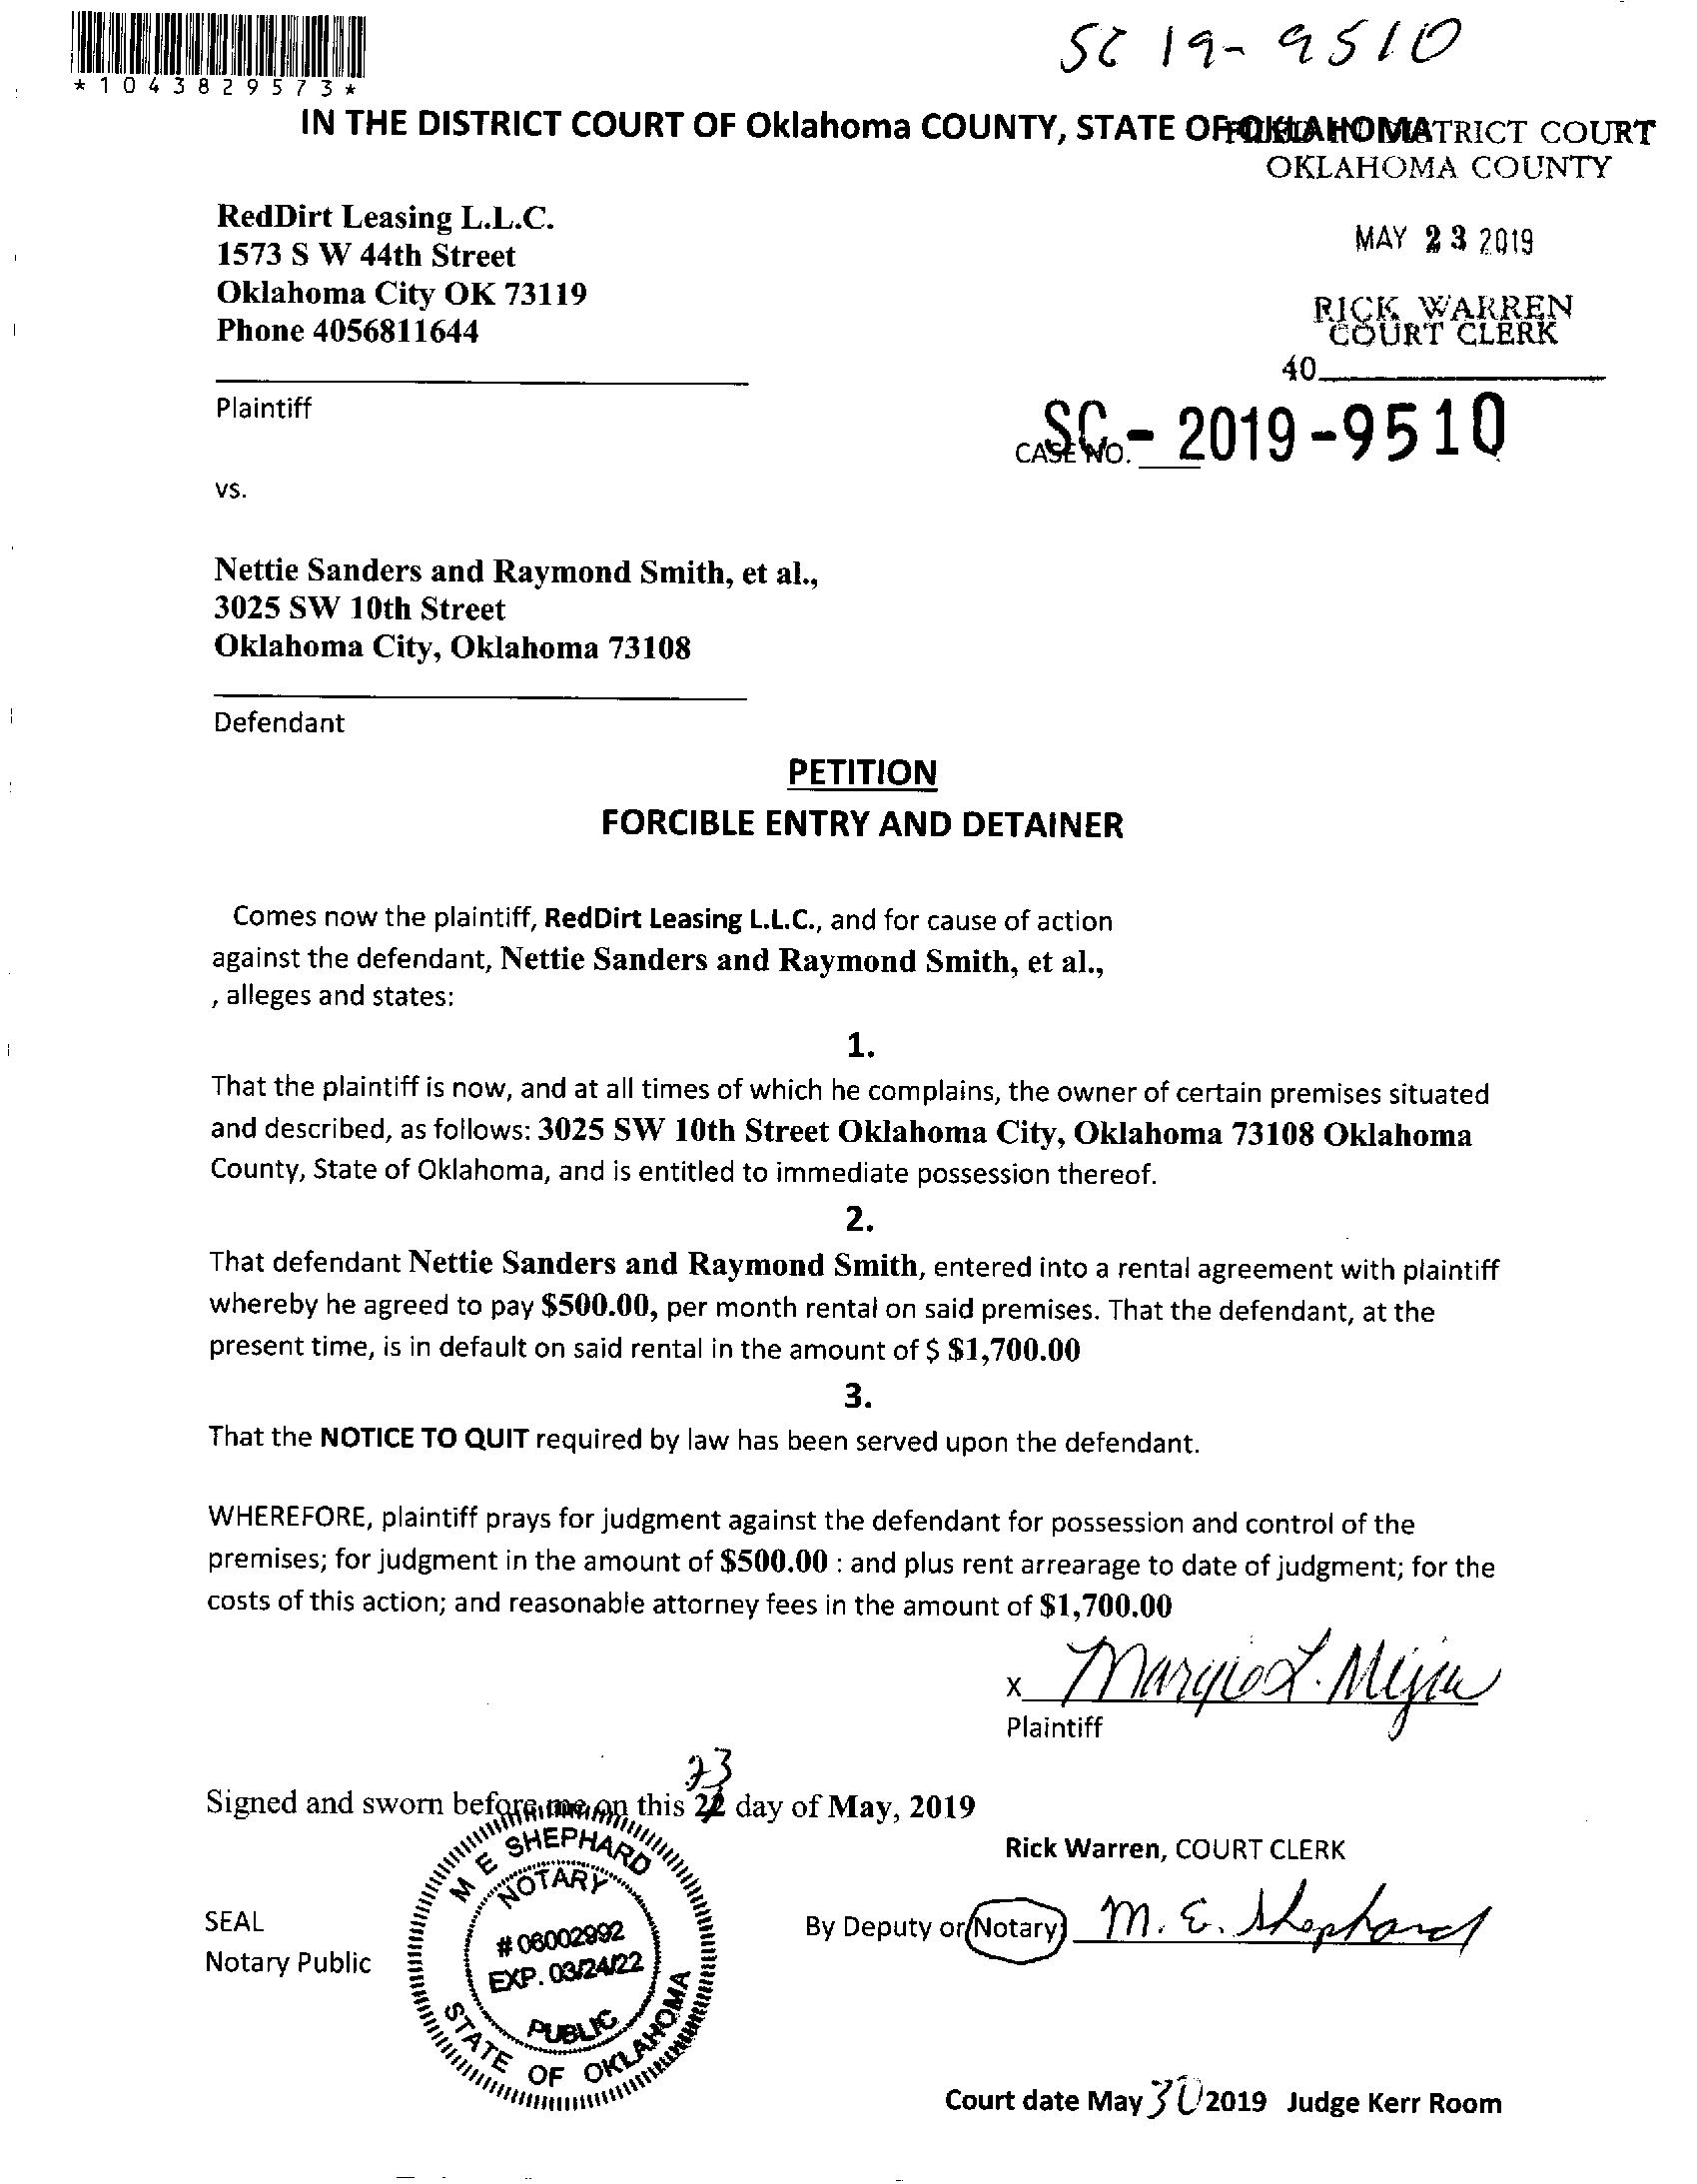 SC 19-9510
*1043829573*
IN THE DISTRICT COURT OF Oklahoma COUNTY, STATE OF OKLAHOMA
DISTRICT COURT
OKLAHOMA COUNTY
RedDirt Leasing L.L.C.
1573 S W 44th Street
Oklahoma City OK 73119
Phone 4056811644
MAY 23 2019
RICK WARREN
COURT CLERK
40
Plaintiff
CASE NO. SC - 2019 - 9510
vs.
Nettie Sanders and Raymond Smith, et al.,
3025 SW 10th Street
Oklahoma City, Oklahoma 73108
Defendant
PETITION
FORCIBLE ENTRY AND DETAINER
Comes now the plaintiff, RedDirt Leasing L.L.C., and for cause of action
against the defendant, Nettie Sanders and Raymond Smith, et al.,
, alleges and states:
1.
That the plaintiff is now, and at all times of which he complains, the owner of certain premises situated
and described, as follows: 3025 SW 10th Street Oklahoma City, Oklahoma 73108 Oklahoma
County, State of Oklahoma, and is entitled to immediate possession thereof.
2.
That defendant Nettie Sanders and Raymond Smith, entered into a rental agreement with plaintiff
whereby he agreed to pay $500.00, per month rental on said premises. That the defendant, at the
present time, is in default on said rental in the amount of $ $1,700.00
3.
That the NOTICE TO QUIT required by law has been served upon the defendant.
WHEREFORE, plaintiff prays for judgment against the defendant for possession and control of the
premises; for judgment in the amount of $500.00 : and plus rent arrearage to date of judgment; for the
costs of this action; and reasonable attorney fees in the amount of $1,700.00
x Margie L. Mejia
Plaintiff
23
Signed and sworn before me on this 22 day of May, 2019
Rick Warren, COURT CLERK
M E SHEPHARD
NOTARY
# 06002992
EXP. 03/24/22
PUBLIC
STATE OF OKLAHOMA
SEAL
Notary Public
By Deputy or Notary M. E. Shephard
Court date May 30 2019 Judge Kerr Room